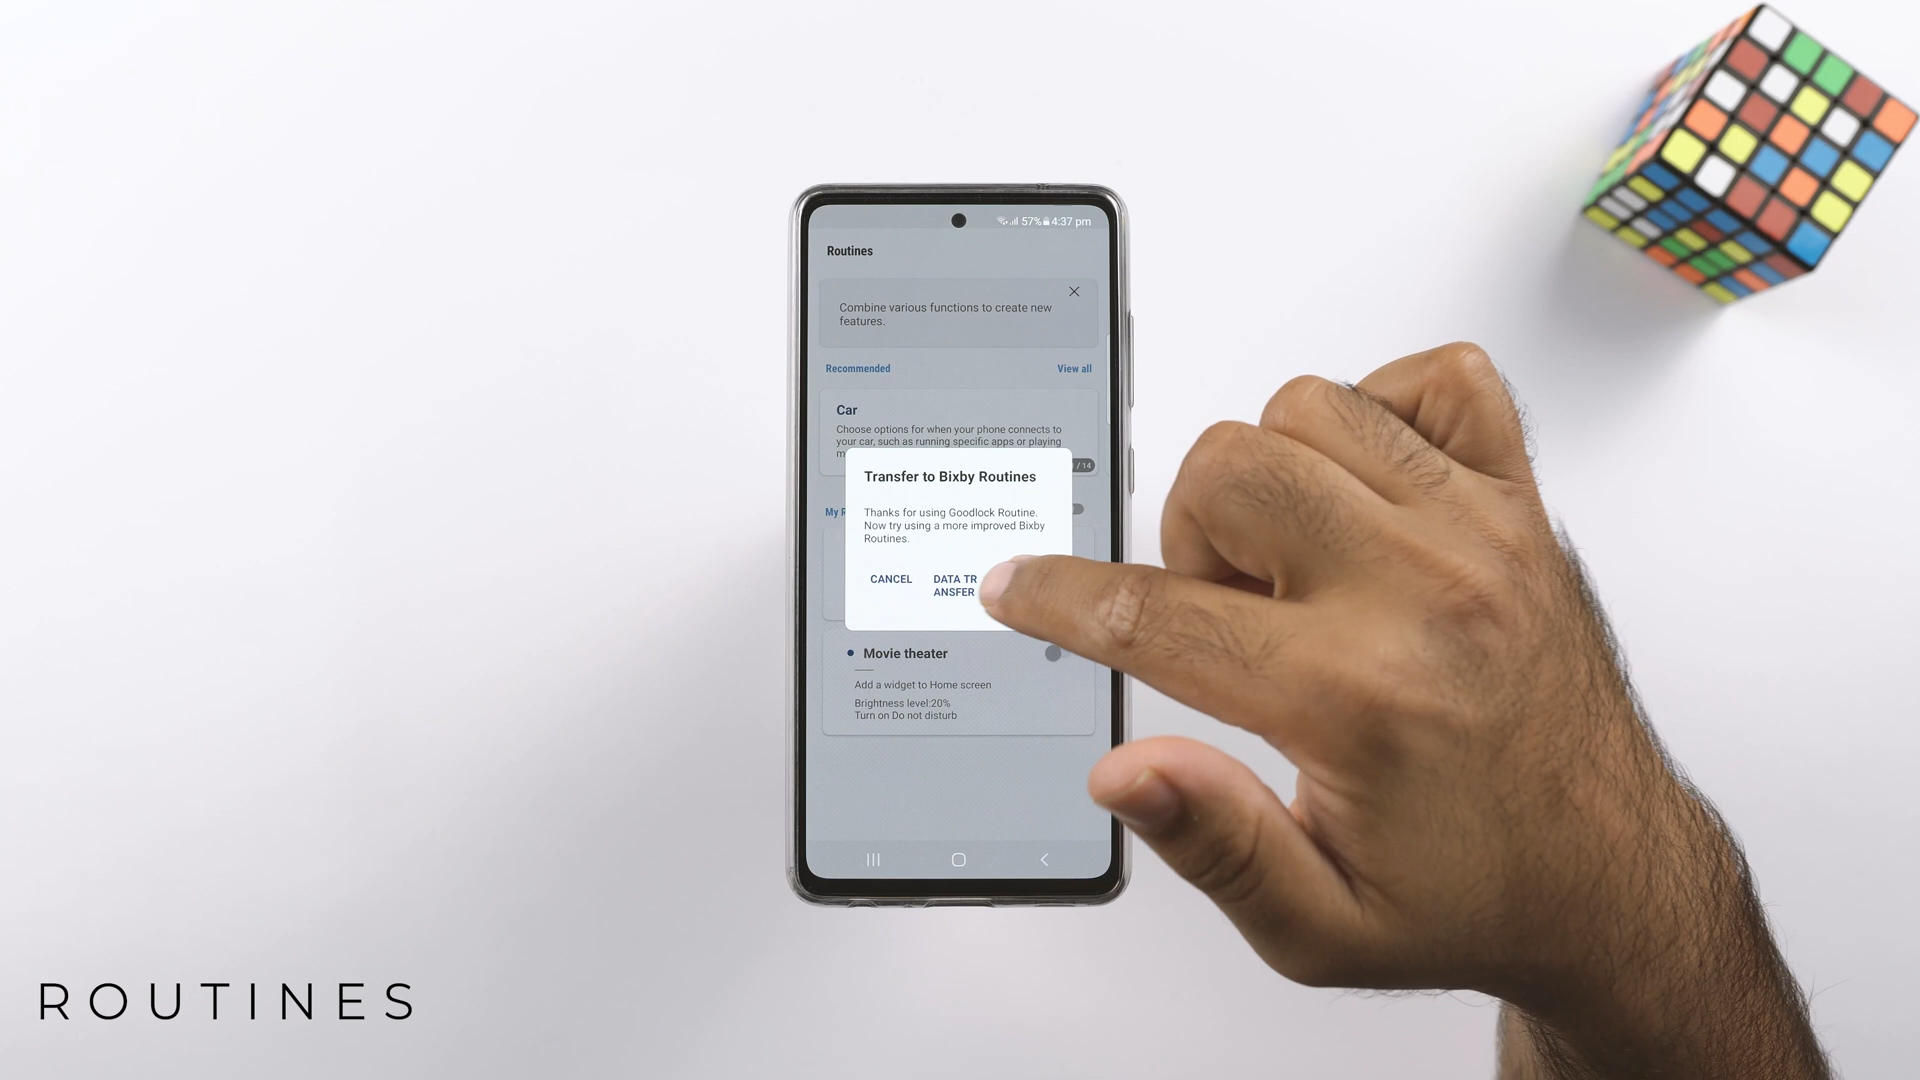 57% 4:37 pm
Routines
Combine various functions to create new
features.
Recommended
View all
Car
Choose options for when your phone connects to
your car, such as running specific apps or playing
m
/ 14
Transfer to Bixby Routines
My R
Thanks for using Goodlock Routine.
Now try using a more improved Bixby
Routines.
CANCEL
DATA TR
ANSFER
Movie theater
Add a widget to Home screen
Brightness level:20%
Turn on Do not disturb
ROUTINES